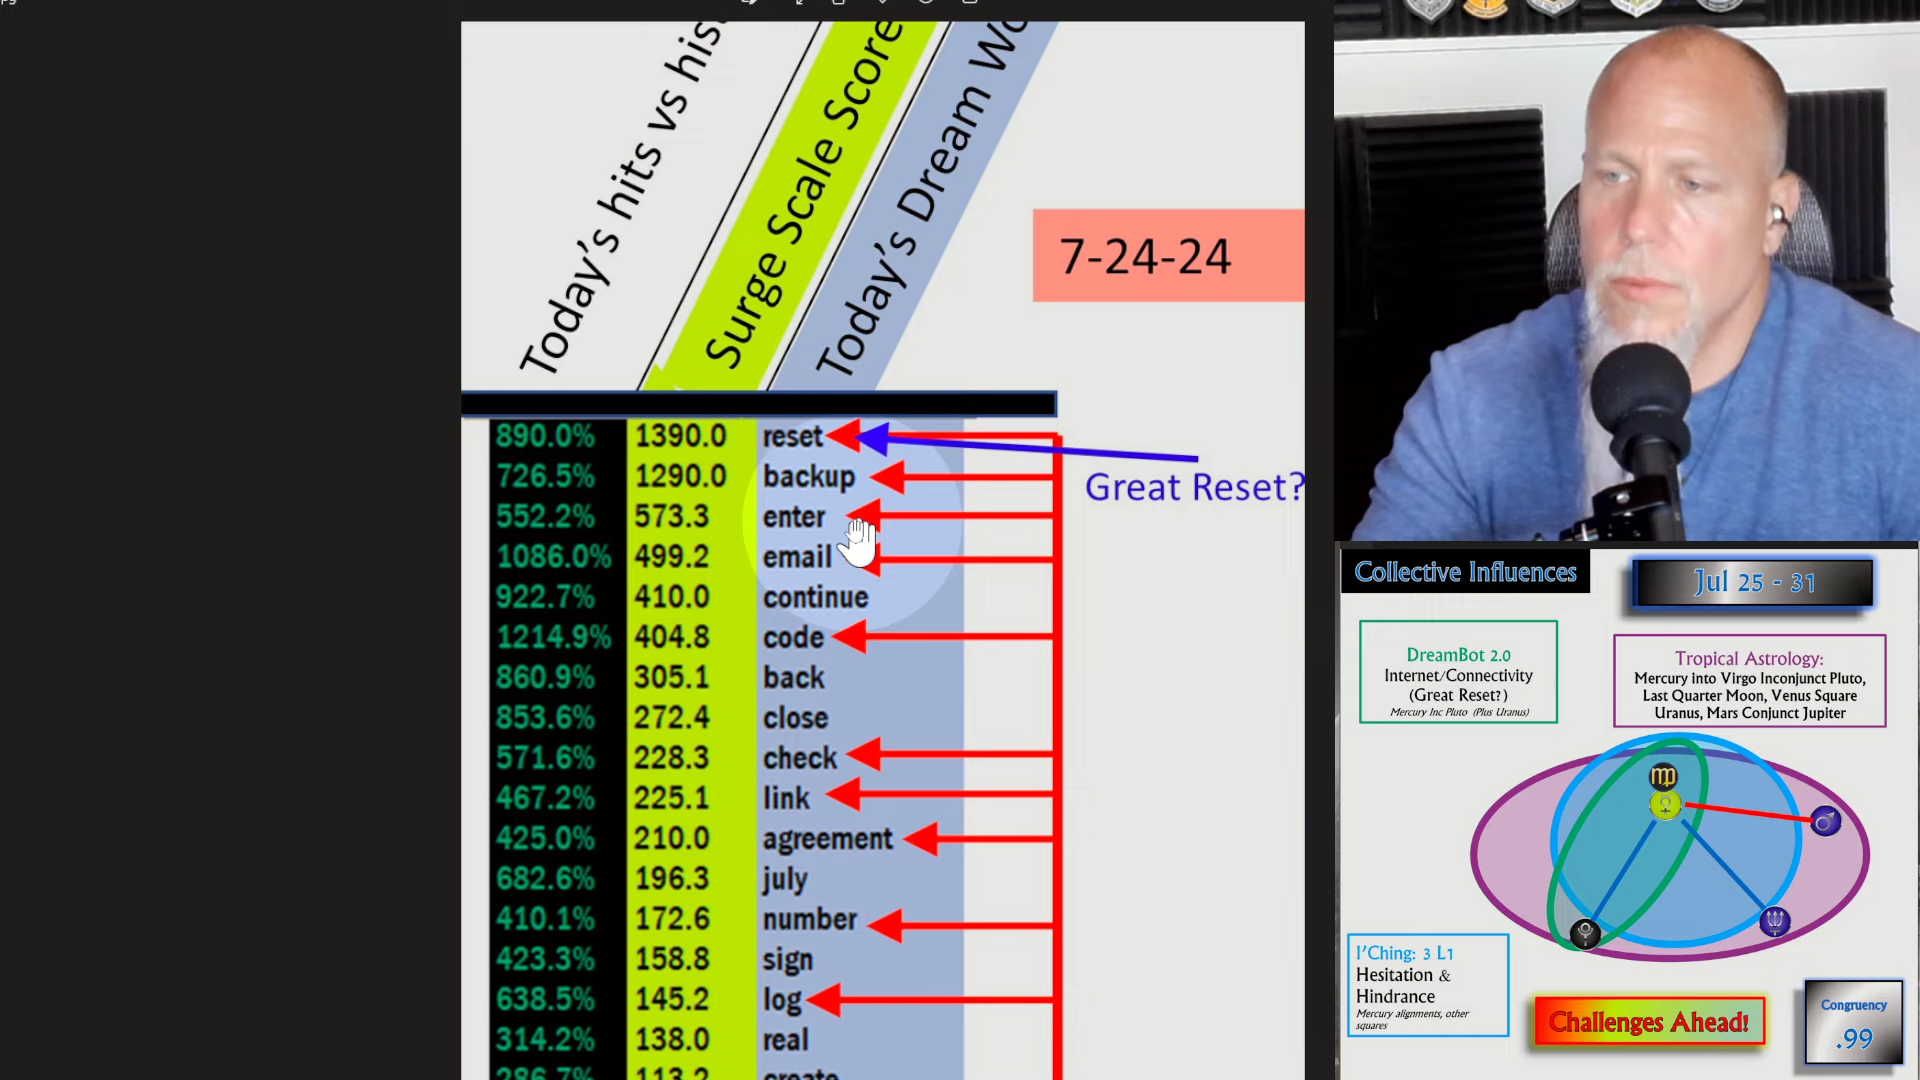 Today's hits vs his
Surge Scale Score
Today's Dream Wo
7-24-24
890.0% 1390.0 reset
726.5% 1290.0 backup
Great Reset?
552.2% 573.3 enter
1086.0% 499.2 email
922.7% 410.0 continue
1214.9% 404.8 code
860.9% 305.1 back
853.6% 272.4 close
571.6% 228.3 check
467.2% 225.1 link
425.0% 210.0 agreement
682.6% 196.3 july
410.1% 172.6 number
423.3% 158.8 sign
638.5% 145.2 log
314.2% 138.0 real
286.7% 113.2 create
Collective Influences
Jul 25 - 31
DreamBot 2.0
Internet/Connectivity
(Great Reset?)
Mercury Inc Pluto (Plus Uranus)
Tropical Astrology:
Mercury into Virgo Inconjunct Pluto,
Last Quarter Moon, Venus Square
Uranus, Mars Conjunct Jupiter
I'Ching: 3 L1
Hesitation &
Hindrance
Mercury alignments, other
squares
Challenges Ahead!
Congruency
.99